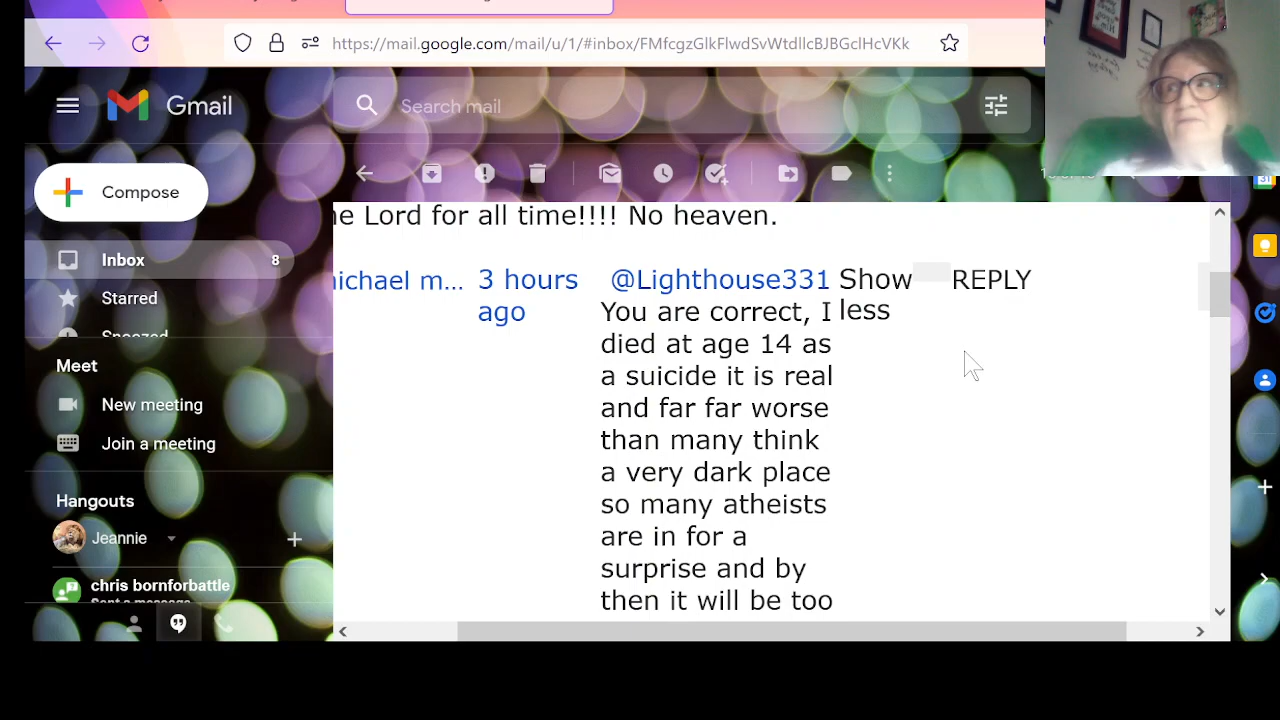 https://mail.google.com/mail/u/1/#inbox/FMfcgzGlkFlwdSvWtdllcBJBGclHcVKk
Gmail
Search mail
Compose
Inbox 8
Starred
Snoozed
Meet
New meeting
Join a meeting
Hangouts
Jeannie
chris bornforbattle
Sent a message
e Lord for all time!!!! No heaven.
ichael m... 3 hours ago
@Lighthouse331 Show less REPLY
You are correct, I
died at age 14 as
a suicide it is real
and far far worse
than many think
a very dark place
so many atheists
are in for a
surprise and by
then it will be too